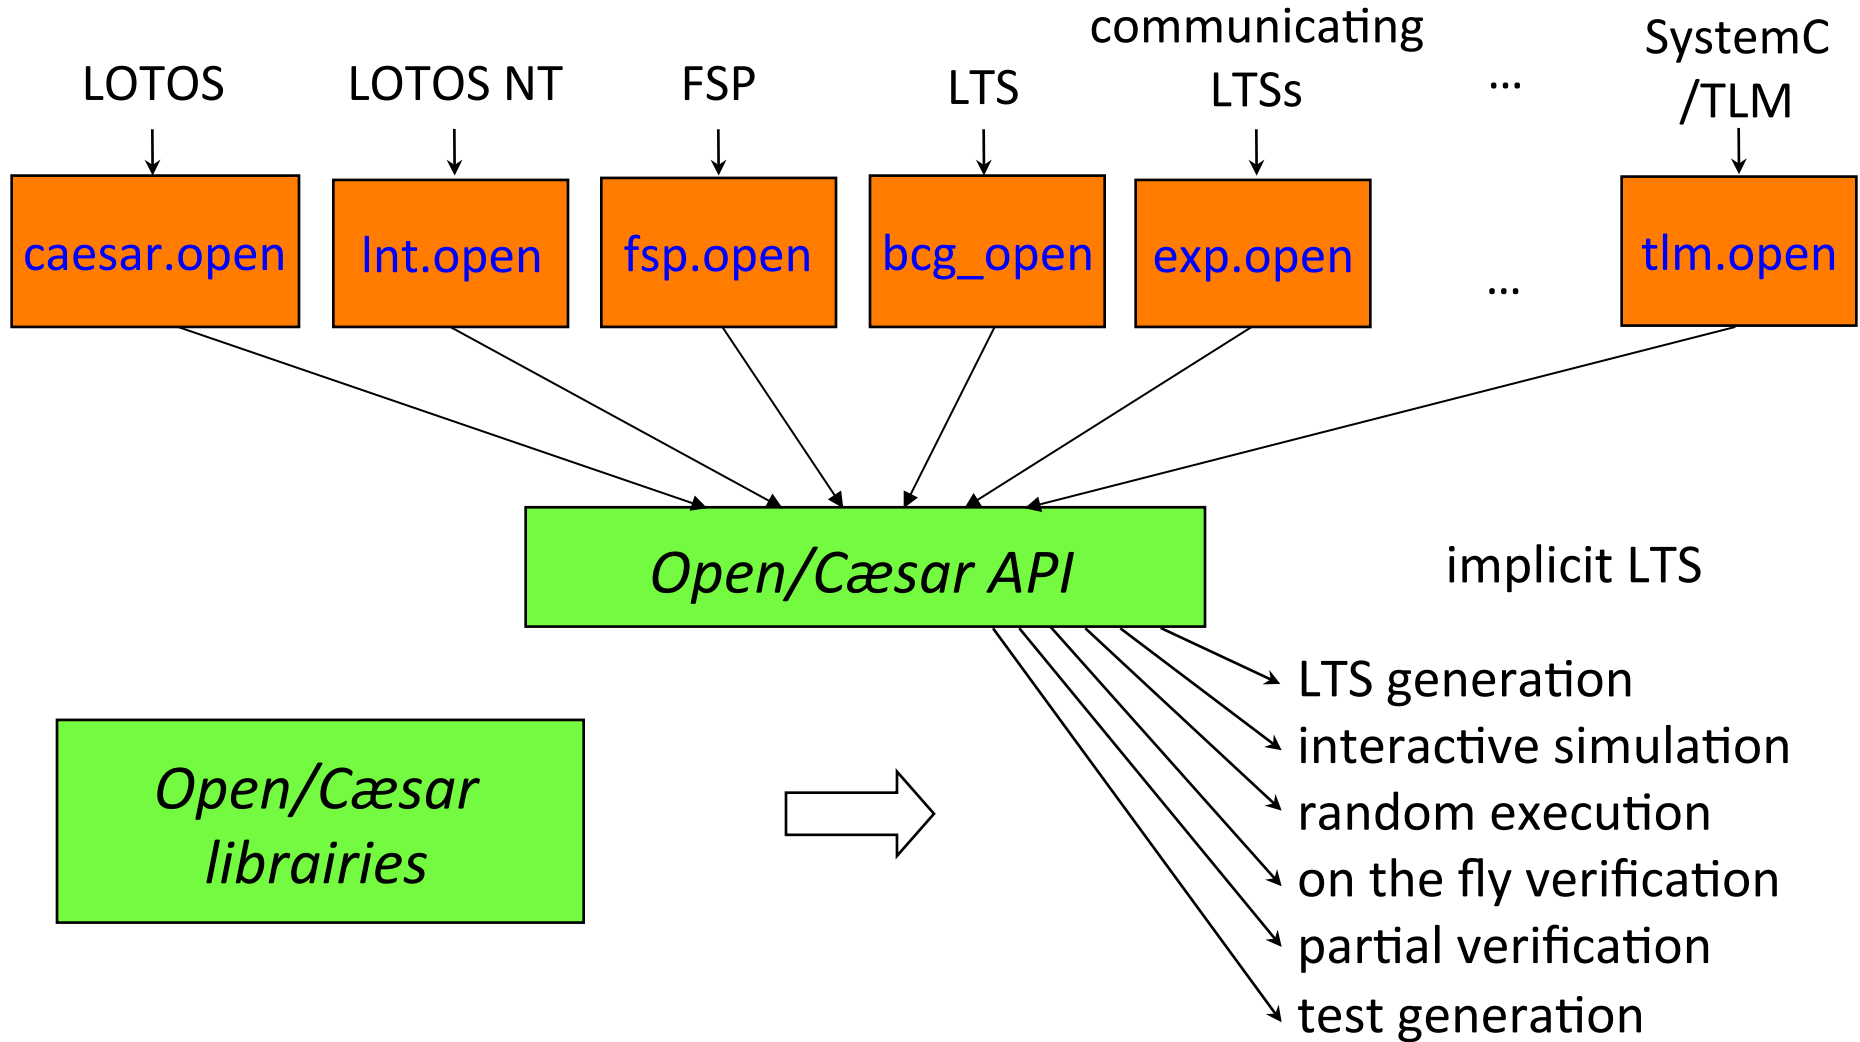 communicating
SystemC
LOTOS
LOTOS NT
FSP
LTS
LTSs
...
/TLM
caesar.open
lnt.open
fsp.open
bcg_open
exp.open
...
tlm.open
Open/Cæsar API
implicit LTS
LTS generation
interactive simulation
Open/Cæsar
librairies
random execution
on the fly verification
partial verification
test generation